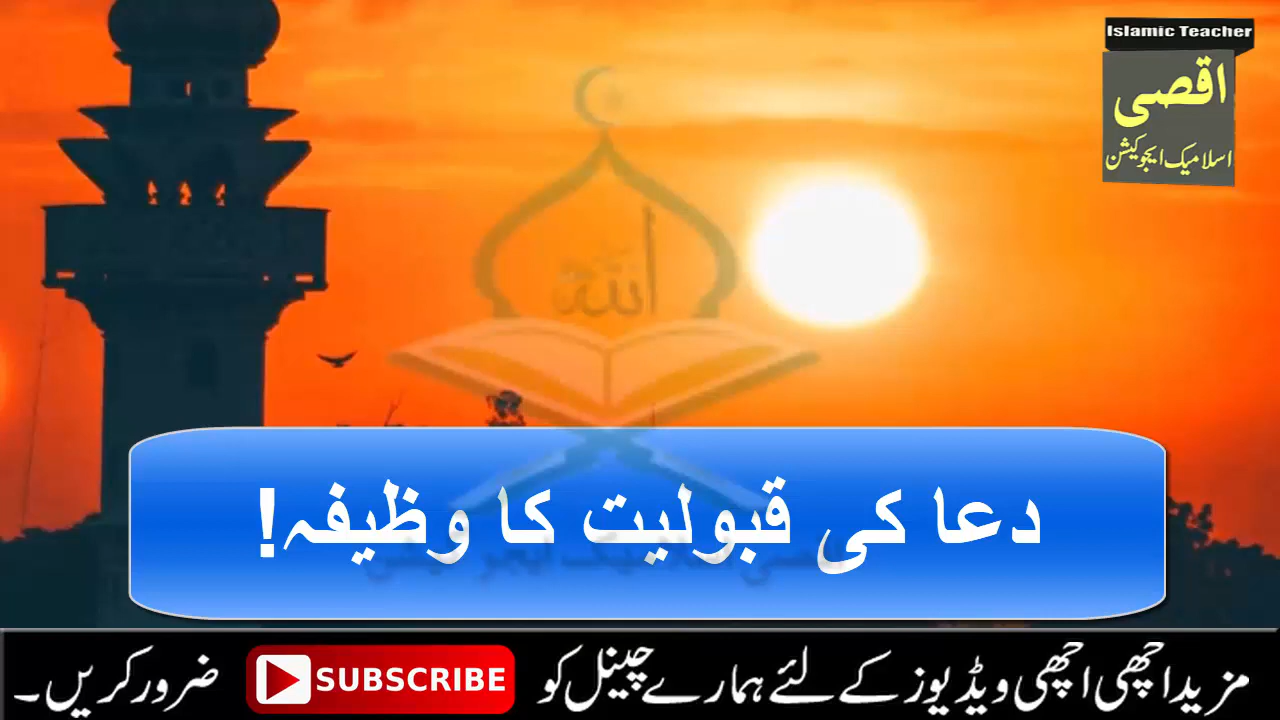 Islamic Teacher
اقصی
اسلامیک ایجوکیشن
الله
دعا کی قبولیت کا وظیفہ!
مزید اچھی اچھی ویڈیوز کے لئے ہمارے چینل کو SUBSCRIBE ضرور کریں۔